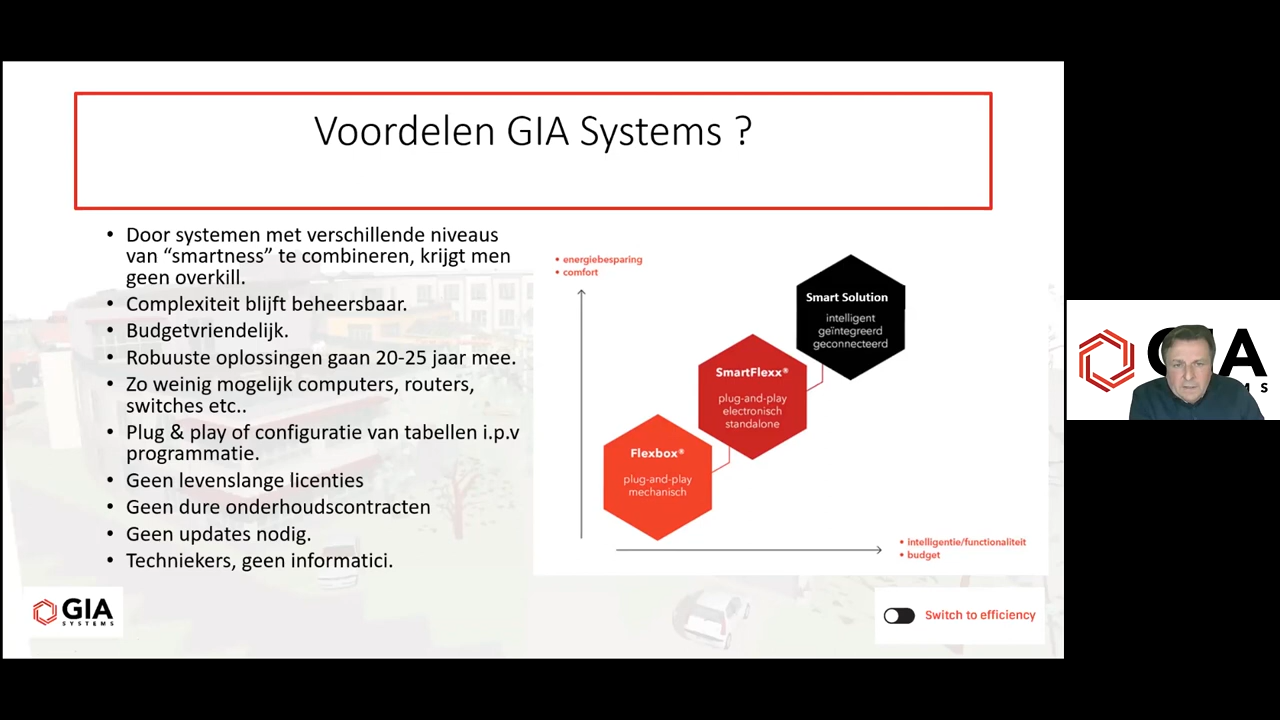 Voordelen GIA Systems ?
• Door systemen met verschillende niveaus
van “smartness” te combineren, krijgt men
geen overkill.
• Complexiteit blijft beheersbaar.
• Budgetvriendelijk.
• Robuuste oplossingen gaan 20-25 jaar mee.
• Zo weinig mogelijk computers, routers,
switches etc..
• Plug & play of configuratie van tabellen i.p.v
programmatie.
• Geen levenslange licenties
• Geen dure onderhoudscontracten
• Geen updates nodig.
• Techniekers, geen informatici.
• energiebesparing
• comfort
Smart Solution
intelligent
geïntegreerd
geconnecteerd
SmartFlexx®
plug-and-play
electronisch
standalone
Flexbox®
plug-and-play
mechanisch
• intelligentie/functionaliteit
• budget
GIA
SYSTEMS
Switch to efficiency